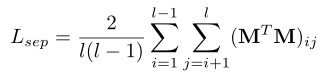 $L_{sep} = \frac{2}{l(l-1)} \sum_{i=1}^{l-1} \sum_{j=i+1}^{l} (\mathbf{M}^T \mathbf{M})_{ij}$